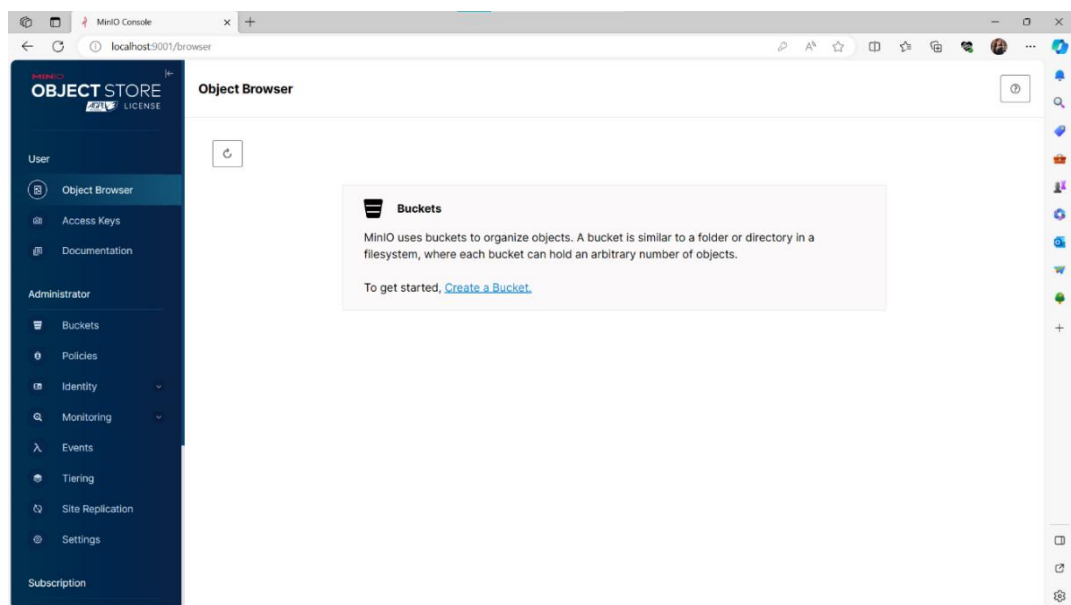 MinIO Console
localhost:9001/browser
MINIO
OBJECT STORE
AGPL LICENSE
Object Browser
User
Object Browser
Access Keys
Documentation
Buckets
MinIO uses buckets to organize objects. A bucket is similar to a folder or directory in a
filesystem, where each bucket can hold an arbitrary number of objects.
To get started, Create a Bucket.
Administrator
Buckets
Policies
Identity
Monitoring
Events
Tiering
Site Replication
Settings
Subscription